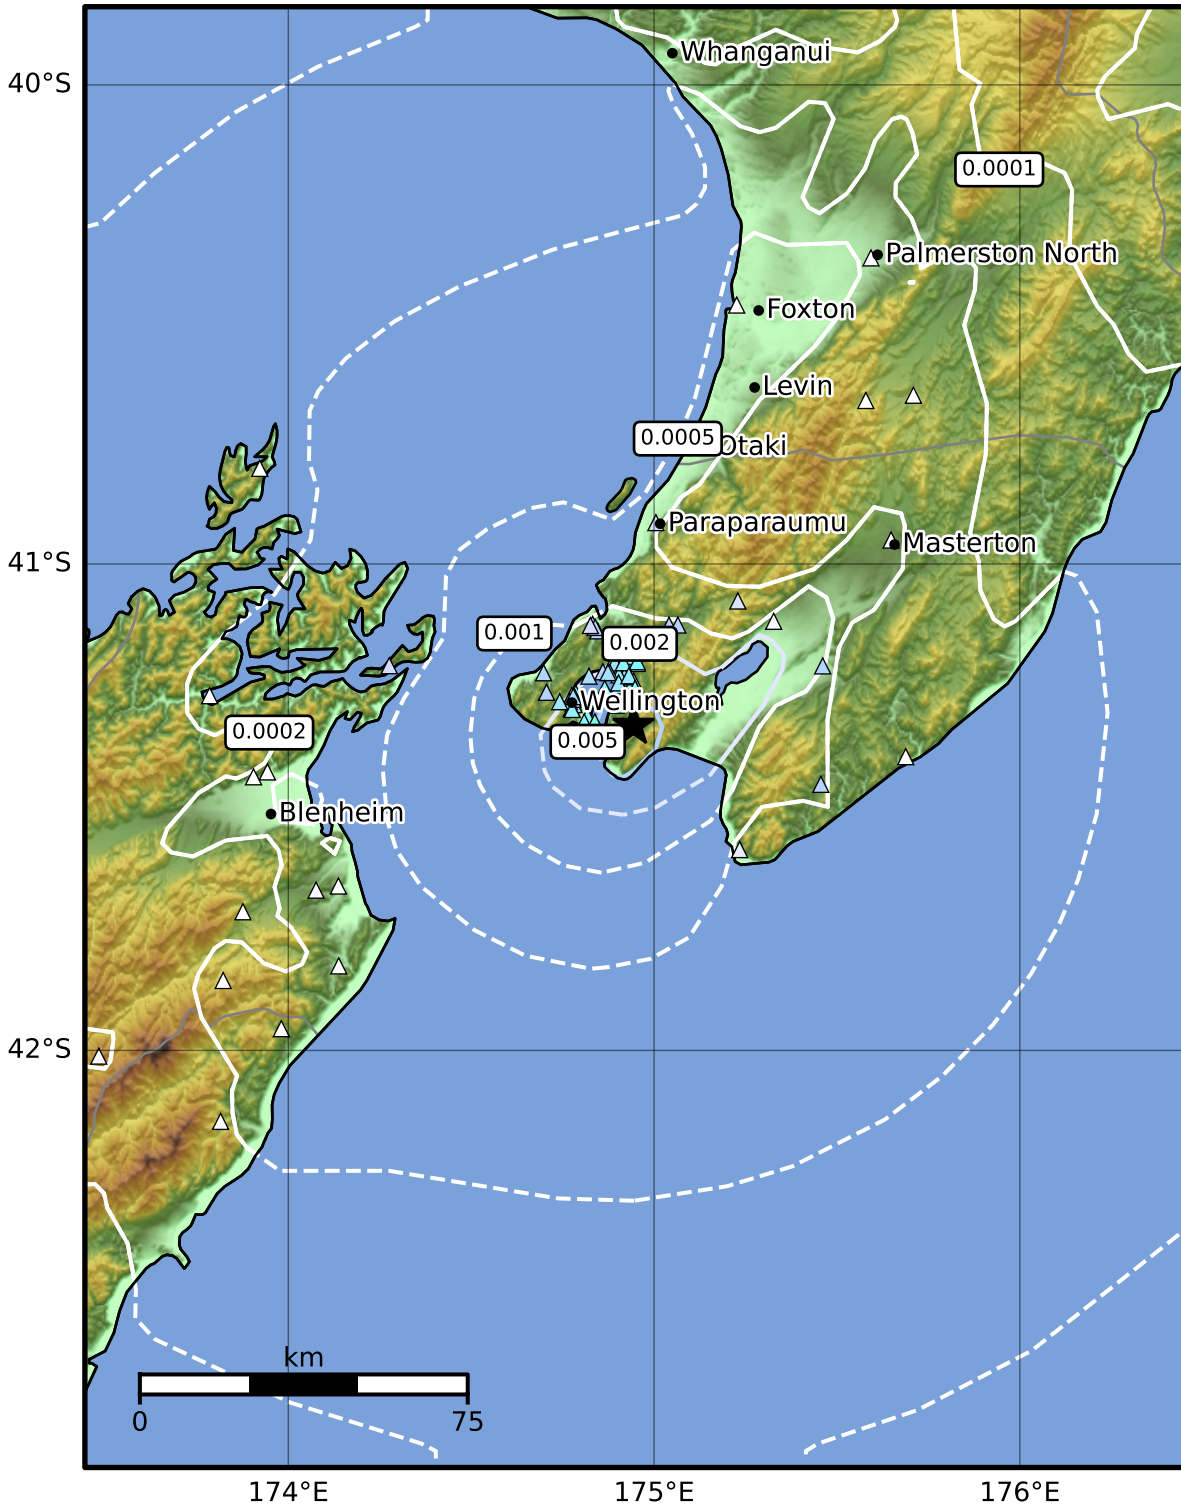 Whanganui
40°S
0.0001
Palmerston North
Foxton
Levin
0.0005
Otaki
Paraparaumu
Masterton
41°S
0.001
0.002
Wellington
0.0002
0.005
Blenheim
42°S
km
0
75
174°E
175°E
176°E